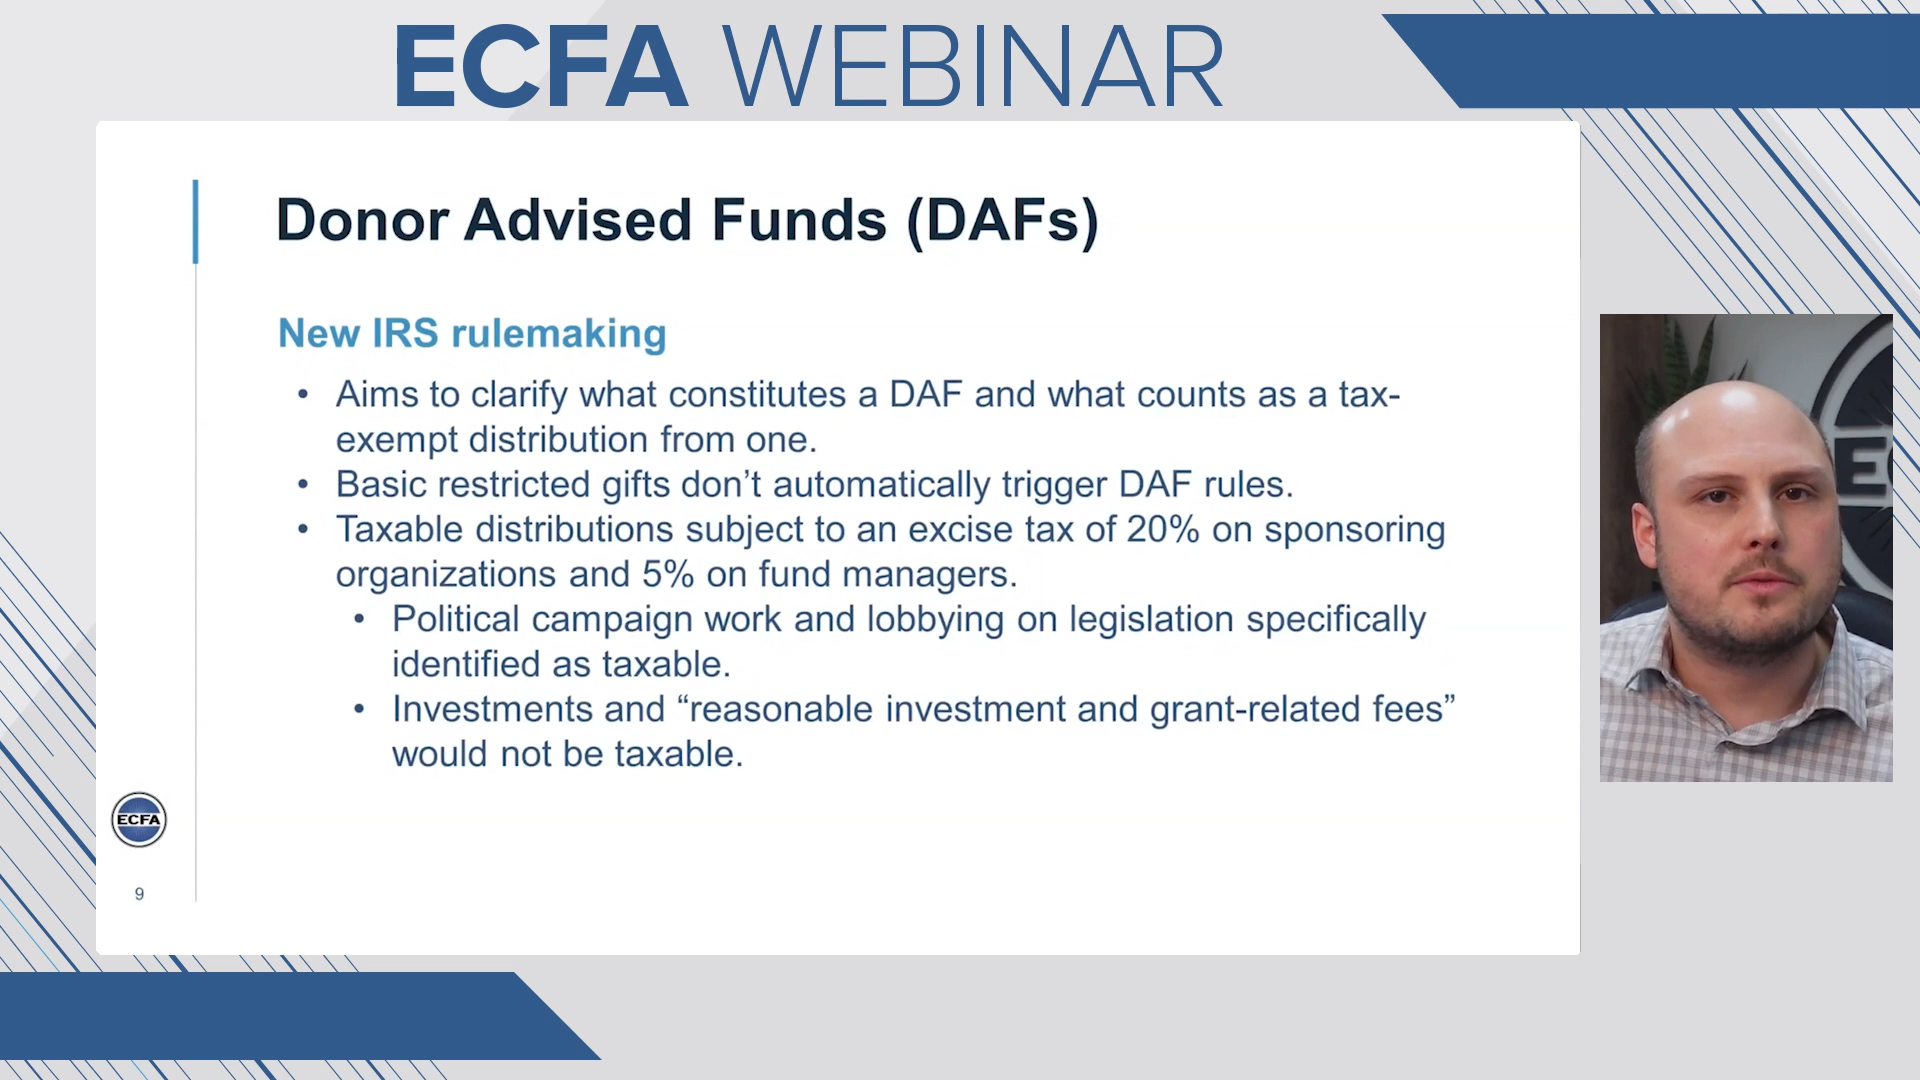 ECFA WEBINAR
Donor Advised Funds (DAFs)
New IRS rulemaking
• Aims to clarify what constitutes a DAF and what counts as a tax-
exempt distribution from one.
• Basic restricted gifts don’t automatically trigger DAF rules.
• Taxable distributions subject to an excise tax of 20% on sponsoring
organizations and 5% on fund managers.
• Political campaign work and lobbying on legislation specifically
identified as taxable.
• Investments and “reasonable investment and grant-related fees”
would not be taxable.
ECFA
9
E